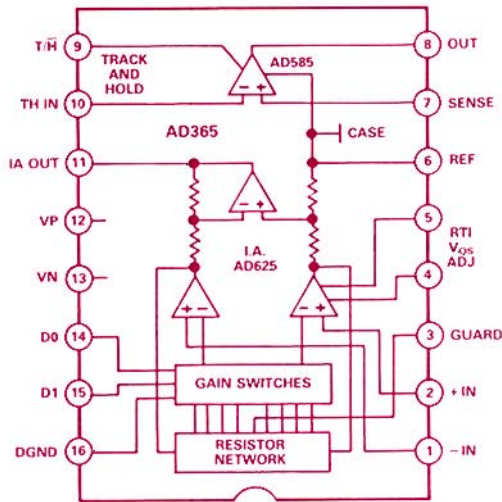 T/H̅ 9
TRACK AND HOLD
TH IN 10
AD585
- +
8 OUT
7 SENSE
AD365
CASE
IA OUT 11
6 REF
- +
VP 12
I.A.
AD625
5
RTI
VOS
ADJ
4
VN 13
+ -
- +
D0 14
3 GUARD
GAIN SWITCHES
D1 15
2 + IN
RESISTOR
NETWORK
DGND 16
1 - IN